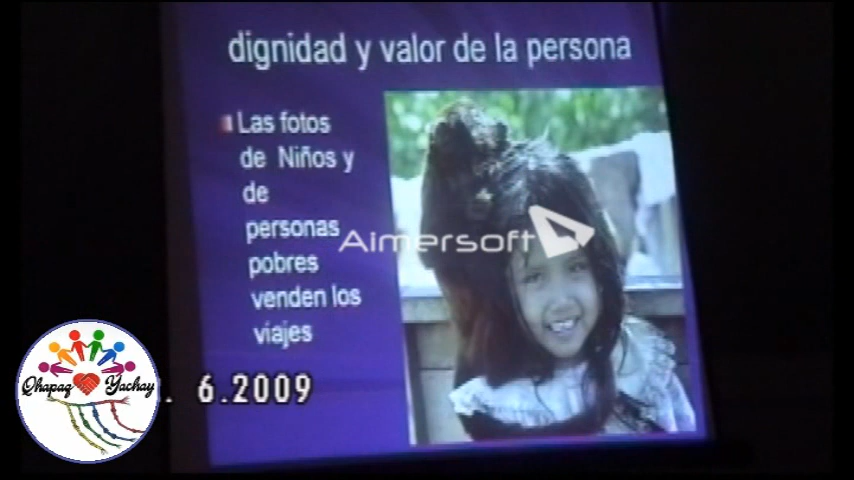 dignidad y valor de la persona
Las fotos
de Niños y
de
personas
pobres
venden los
viajes
Aimersoft
Qhapaq Yachay
. 6.2009